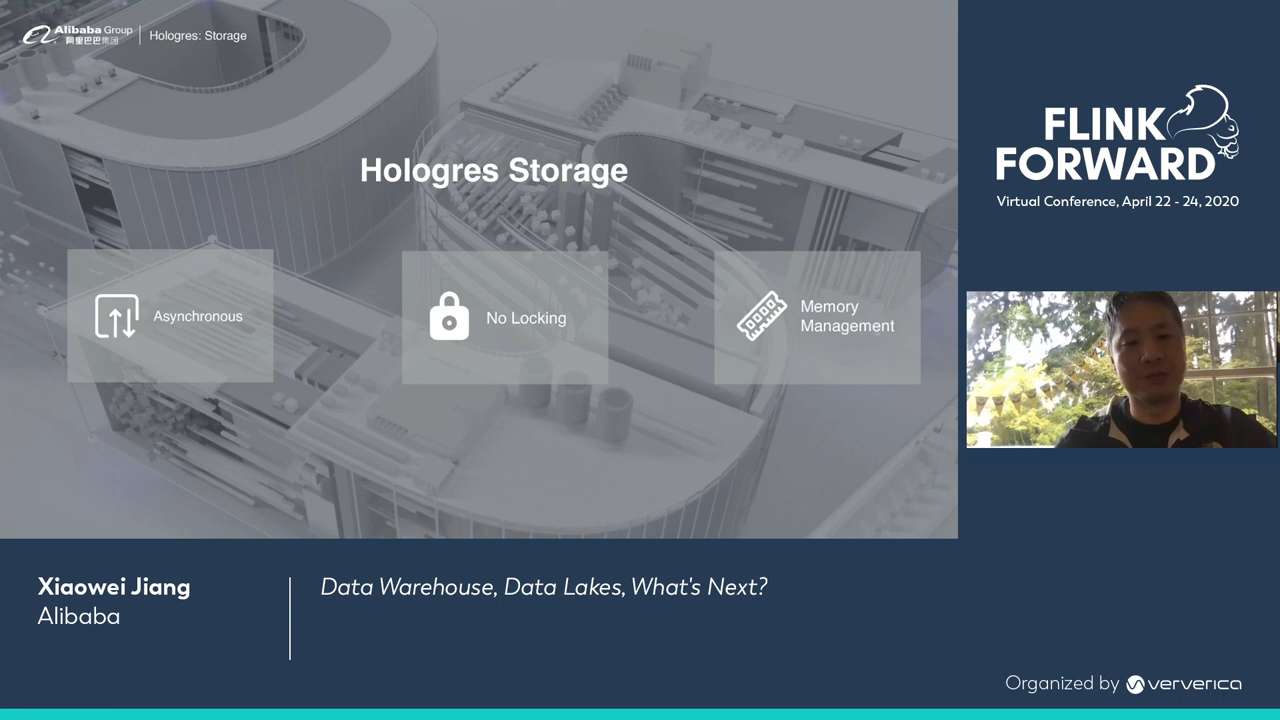 Alibaba Group
阿里巴巴集团
Hologres: Storage
Hologres Storage
Asynchronous
No Locking
Memory
Management
FLINK
FORWARD
Virtual Conference, April 22 - 24, 2020
Xiaowei Jiang
Alibaba
Data Warehouse, Data Lakes, What's Next?
Organized by ververica